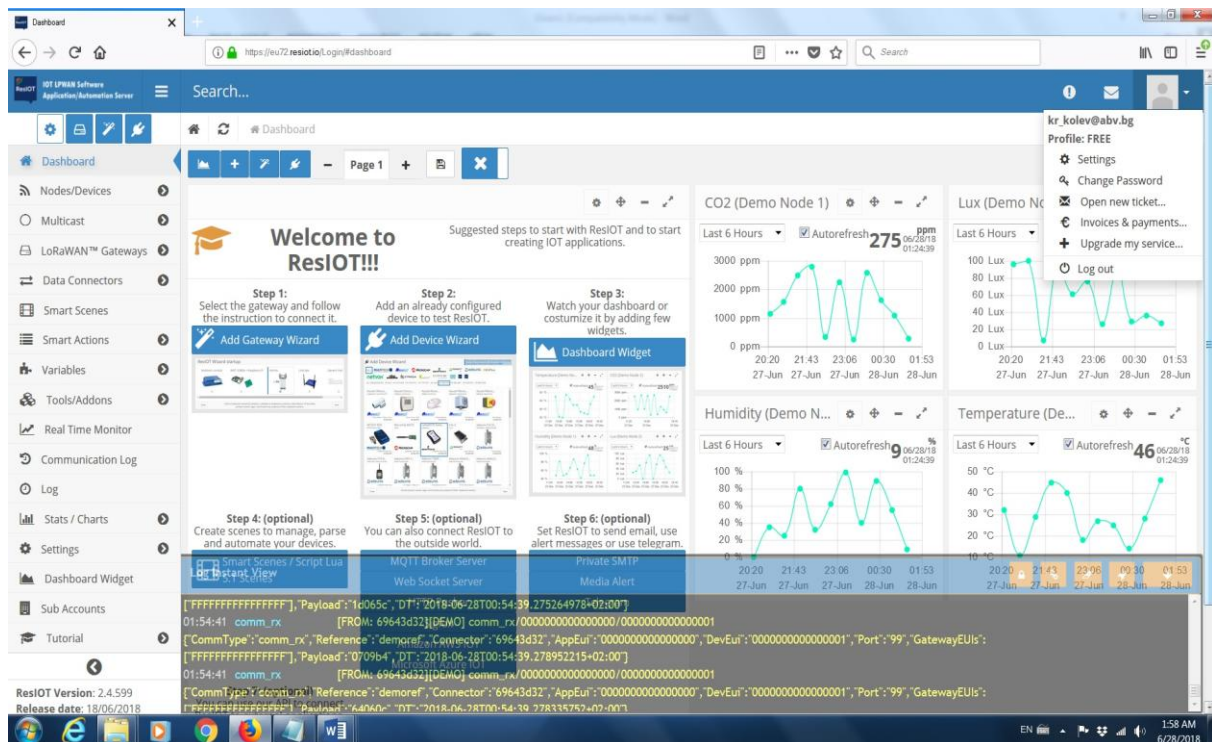 Dashboard
https://eu72.resiot.io/Login/#dashboard
Search
ResIOT
IOT LPWAN Software
Application/Automation Server
Search...
kr_kolev@abv.bg
Profile: FREE
Settings
Change Password
Open new ticket...
Invoices & payments...
Upgrade my service...
Log out
Dashboard
Nodes/Devices
Multicast
LoRaWAN™ Gateways
Data Connectors
Smart Scenes
Smart Actions
Variables
Tools/Addons
Real Time Monitor
Communication Log
Log
Stats / Charts
Settings
Dashboard Widget
Sub Accounts
Tutorial
ResIOT Version: 2.4.599
Release date: 18/06/2018
Dashboard
Page 1
Welcome to
ResIOT!!!
Suggested steps to start with ResIOT and to start
creating IOT applications.
Step 1:
Select the gateway and follow
the instruction to connect it.
Add Gateway Wizard
Step 2:
Add an already configured
device to test ResIOT.
Add Device Wizard
Step 3:
Watch your dashboard or
costumize it by adding few
widgets.
Dashboard Widget
Step 4: (optional)
Create scenes to manage, parse
and automate your devices.
Smart Scenes / Script Lua
5.1 Scenes
Step 5: (optional)
You can also connect ResIOT to
the outside world.
MQTT Broker Server
Web Socket Server
Microsoft Azure IOT
Step 6: (optional)
Set ResIOT to send email, use
alert messages or use telegram.
Private SMTP
Media Alert
CO2 (Demo Node 1)
Last 6 Hours
Autorefresh
275 ppm
06/28/18
01:24:39
3000 ppm
2000 ppm
1000 ppm
0 ppm
20:20 21:43 23:06 00:30 01:53
27-Jun 27-Jun 27-Jun 28-Jun 28-Jun
Lux (Demo No
Last 6 Hours
100 Lux
80 Lux
60 Lux
40 Lux
20 Lux
0 Lux
20:20 21:43 23:06 00:30 01:53
27-Jun 27-Jun 27-Jun 28-Jun 28-Jun
Humidity (Demo N...
Last 6 Hours
Autorefresh
9 %
06/28/18
01:24:39
100 %
80 %
60 %
40 %
20 %
0 %
20:20 21:43 23:06 00:30 01:53
27-Jun 27-Jun 27-Jun 28-Jun 28-Jun
Temperature (De...
Last 6 Hours
Autorefresh
46 °C
06/28/18
01:24:39
50 °C
40 °C
30 °C
20 °C
10 °C
20:20 21:43 23:06 00:30 01:53
27-Jun 27-Jun 27-Jun 28-Jun 28-Jun
Log Instant View
["FFFFFFFFFFFFFFFF"],"Payload":"1d065c","DT":"2018-06-28T00:54:39.275264978+02:00"}
01:54:41 comm_rx [FROM: 69643d32][DEMO] comm_rx/0000000000000000/0000000000000001
{"CommType":"comm_rx","Reference":"demoref","Connector":"69643d32","AppEui":"0000000000000000","DevEui":"0000000000000001","Port":"99","GatewayEUIs":
["FFFFFFFFFFFFFFFF"],"Payload":"0709b4","DT":"2018-06-28T00:54:39.278952215+02:00"}
01:54:41 comm_rx [FROM: 69643d32][DEMO] comm_rx/0000000000000000/0000000000000001
{"CommType":"comm_rx","Reference":"demoref","Connector":"69643d32","AppEui":"0000000000000000","DevEui":"0000000000000001","Port":"99","GatewayEUIs":
["FFFFFFFFFFFFFFFF"],"Payload":"64060c","DT":"2018-06-28T00:54:39.278335752+02:00"}
EN
1:58 AM
6/28/2018